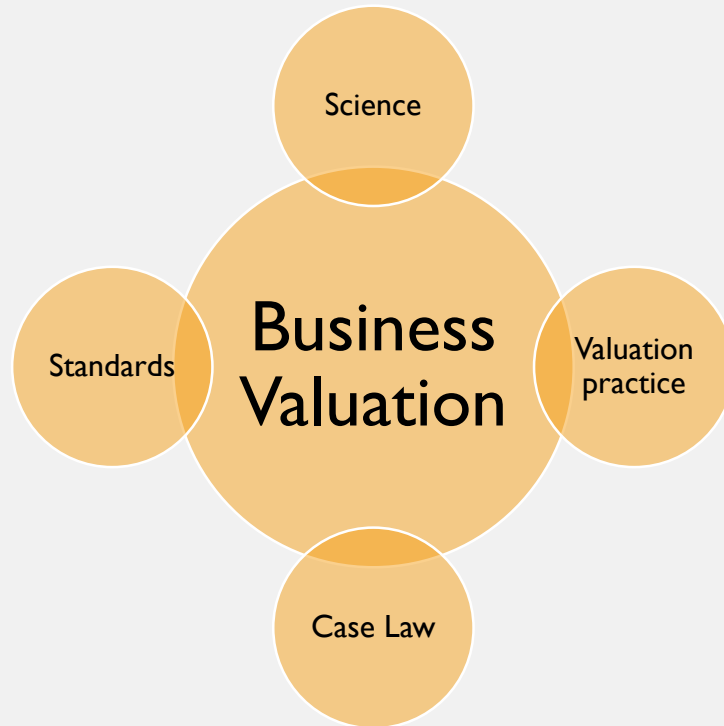 Science
Business
Valuation
Standards
Valuation
practice
Case Law